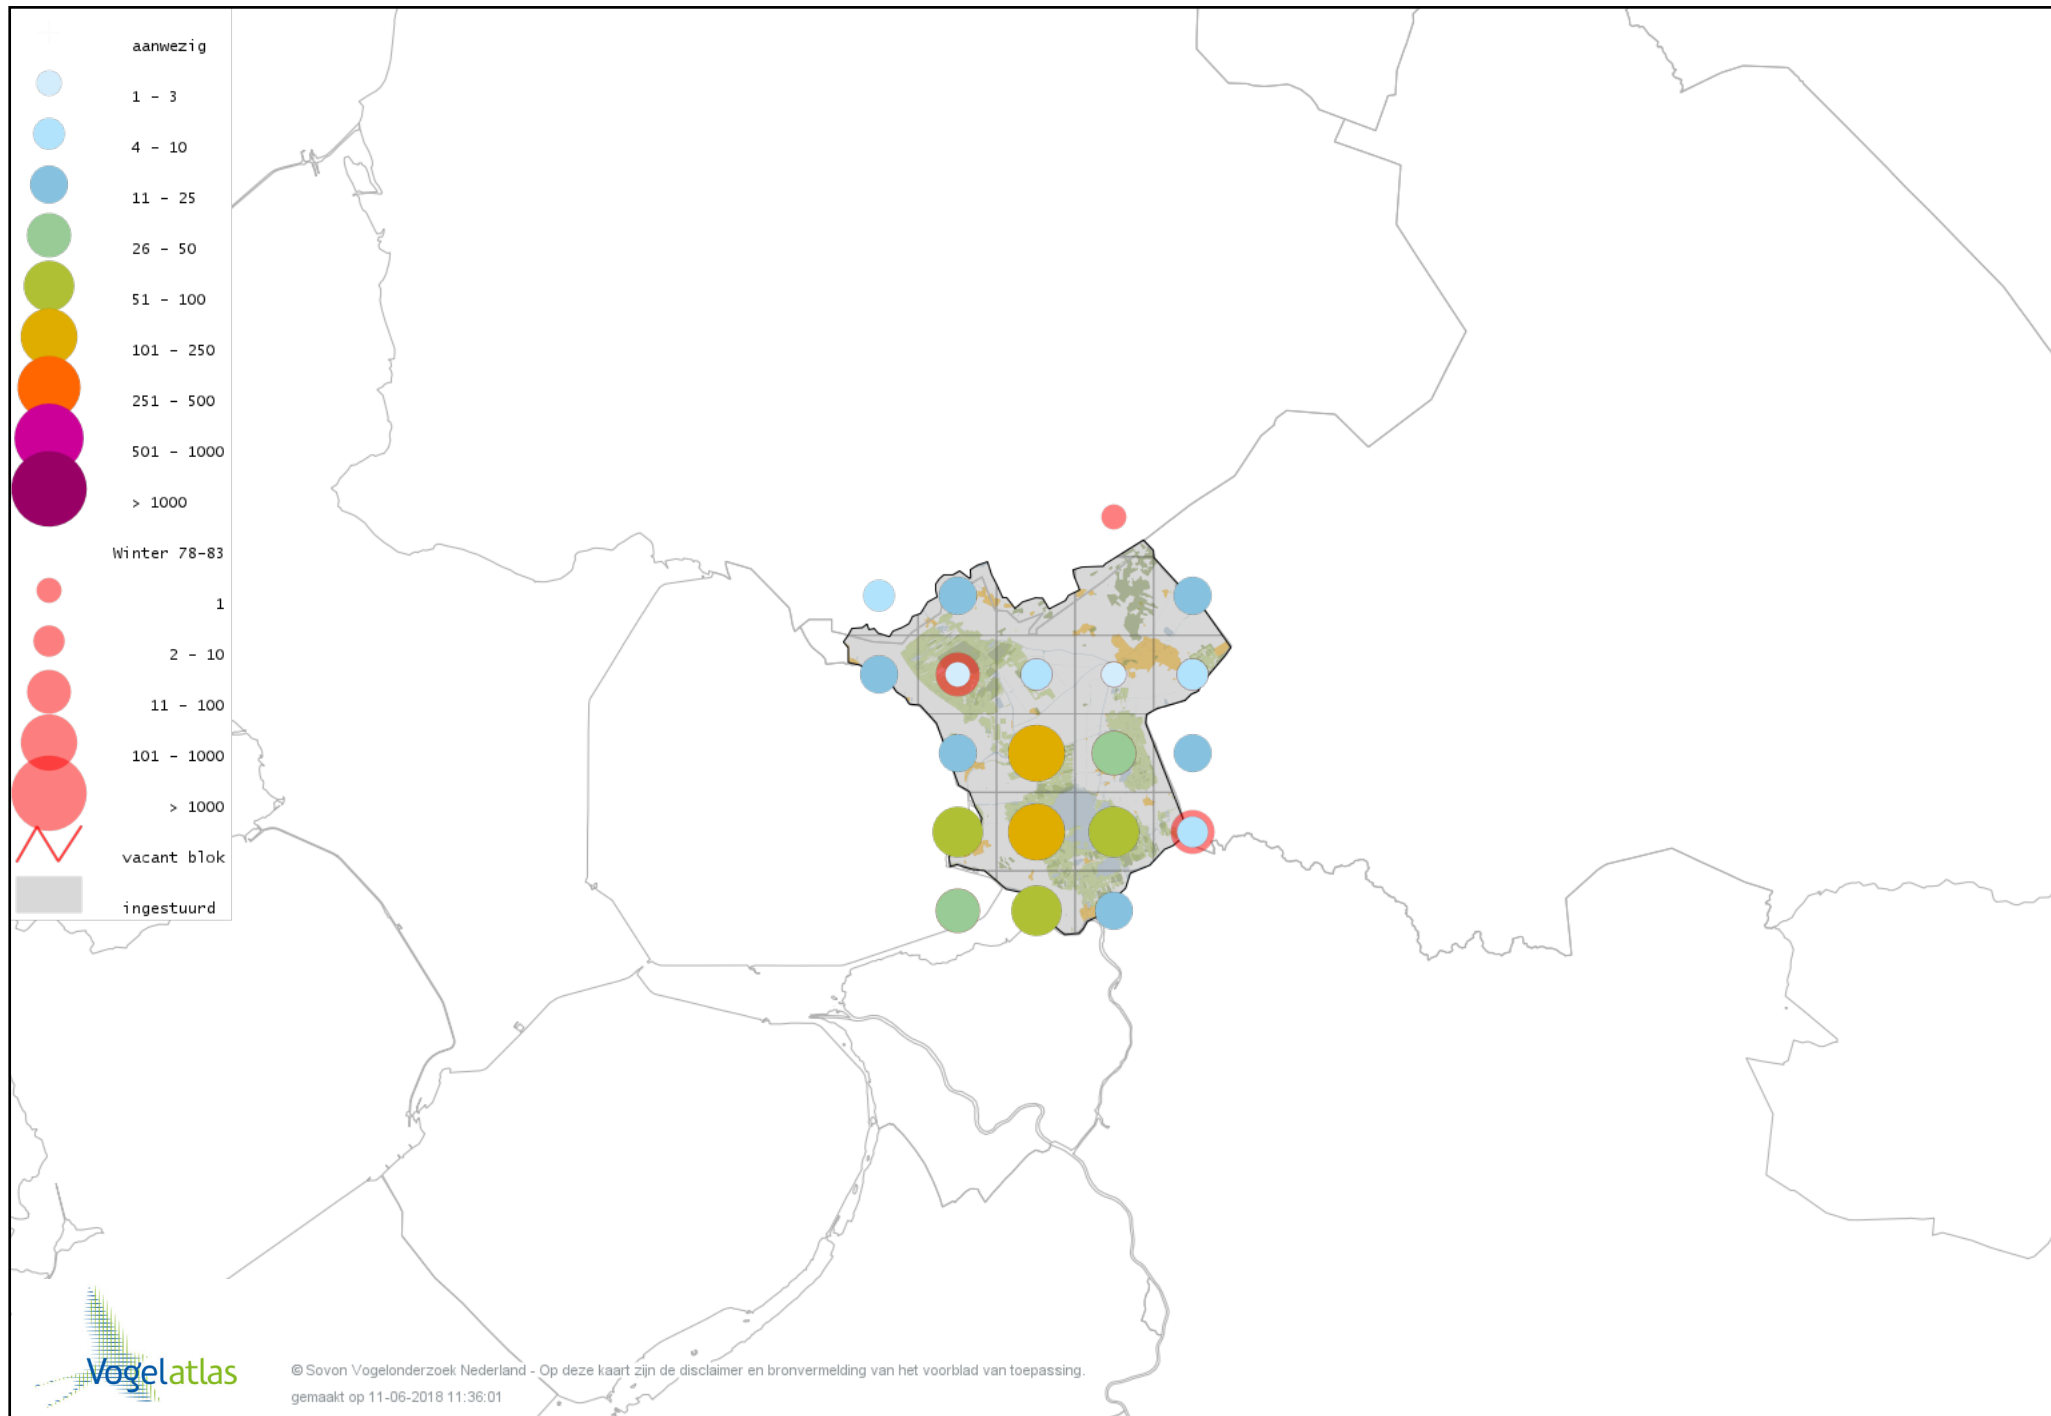 aanwezig
1 - 3
4 - 10
11 - 25
26 - 50
51 - 100
101 - 250
251 - 500
501 - 1000
> 1000
Winter 78-83
1
2 - 10
11 - 100
101 - 1000
> 1000
vacant blok
ingestuurd
Vogelatlas
© Sovon Vogelonderzoek Nederland - Op deze kaart zijn de disclaimer en bronvermelding van het voorblad van toepassing.
gemaakt op 11-06-2018 11:36:01